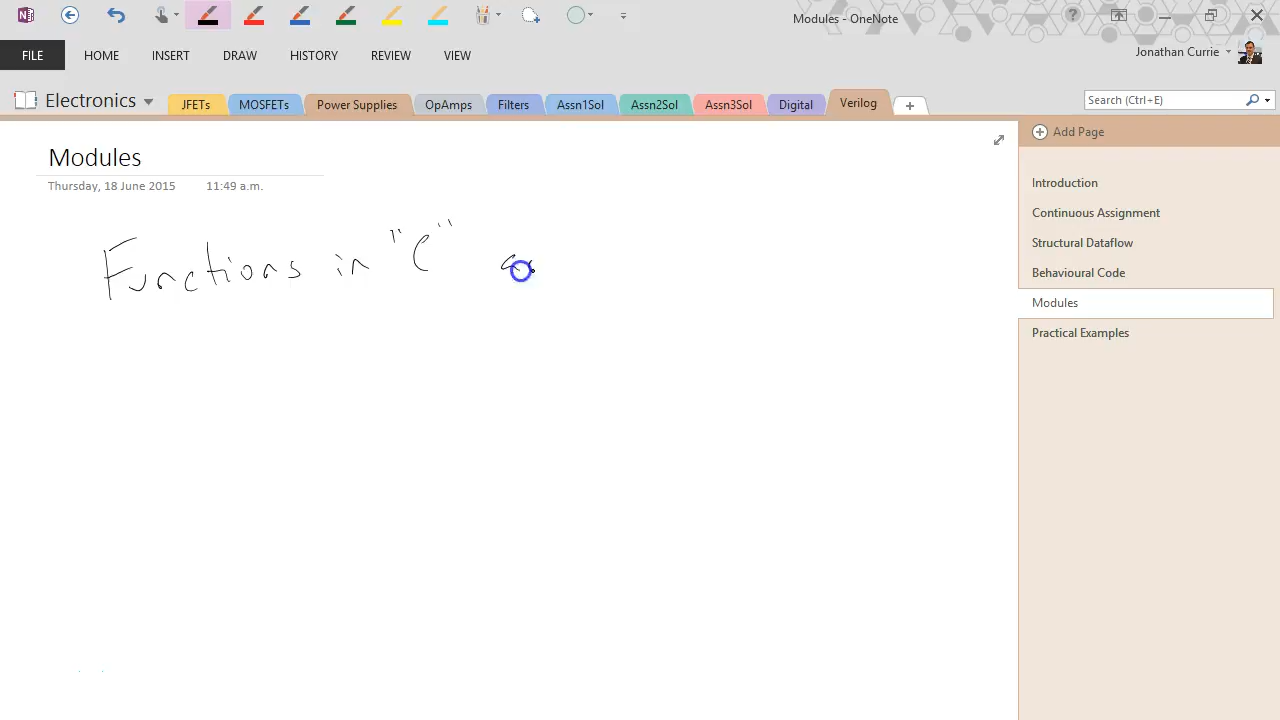 Modules - OneNote
?
FILE HOME INSERT DRAW HISTORY REVIEW VIEW
Jonathan Currie
Electronics JFETs MOSFETs Power Supplies OpAmps Filters Assn1Sol Assn2Sol Assn3Sol Digital Verilog +
Search (Ctrl+E)
Modules
Thursday, 18 June 2015 11:49 a.m.
Functions in "C"
Add Page
Introduction
Continuous Assignment
Structural Dataflow
Behavioural Code
Modules
Practical Examples